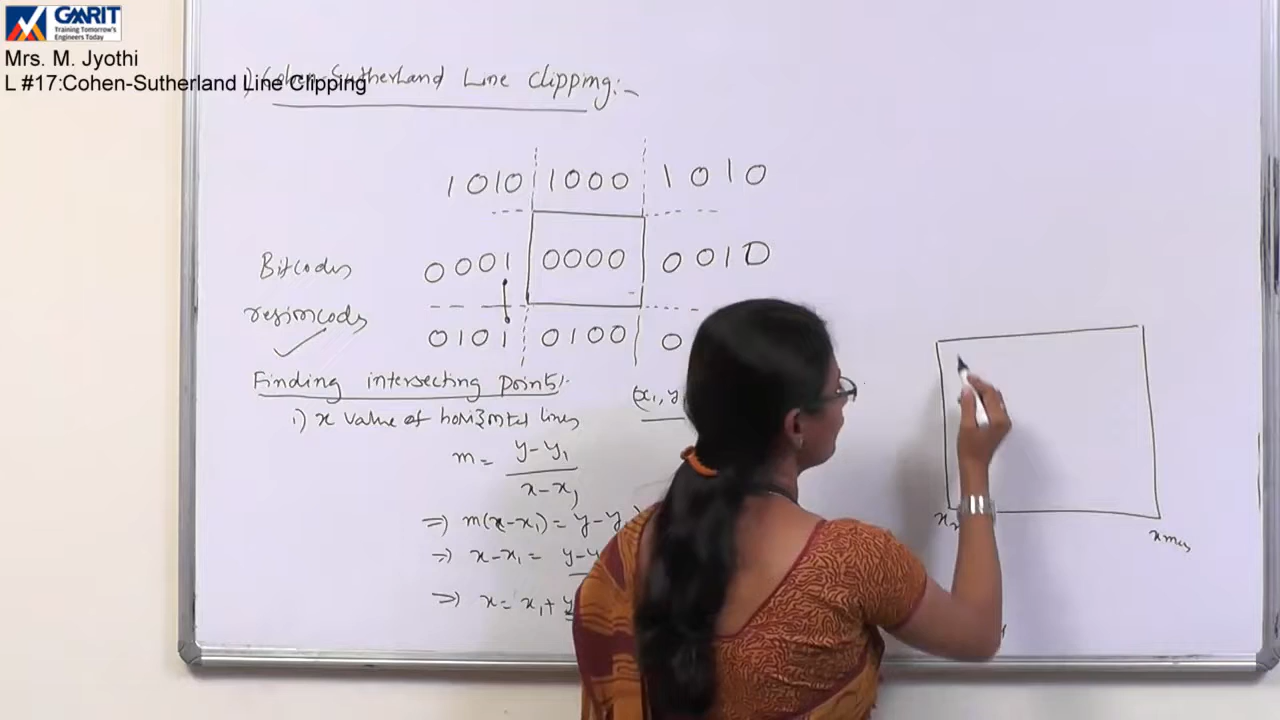 GMRIT
Training Tomorrow's
Engineers Today
Mrs. M. Jyothi
L #17:Cohen-Sutherland Line Clipping
) Cohen-Sutherland Line Clipping:-
1010 1000 1010
Bitcodes 0001 0000 0010
regioncodes
0101 0100 0
Finding intersecting points:-
(x1, y
i) x value of horizontal lines
m = y-y1 / x-x1
=> m(x-x1) = y-y
=> x-x1 = y-y
=> x = x1 + y
xmax